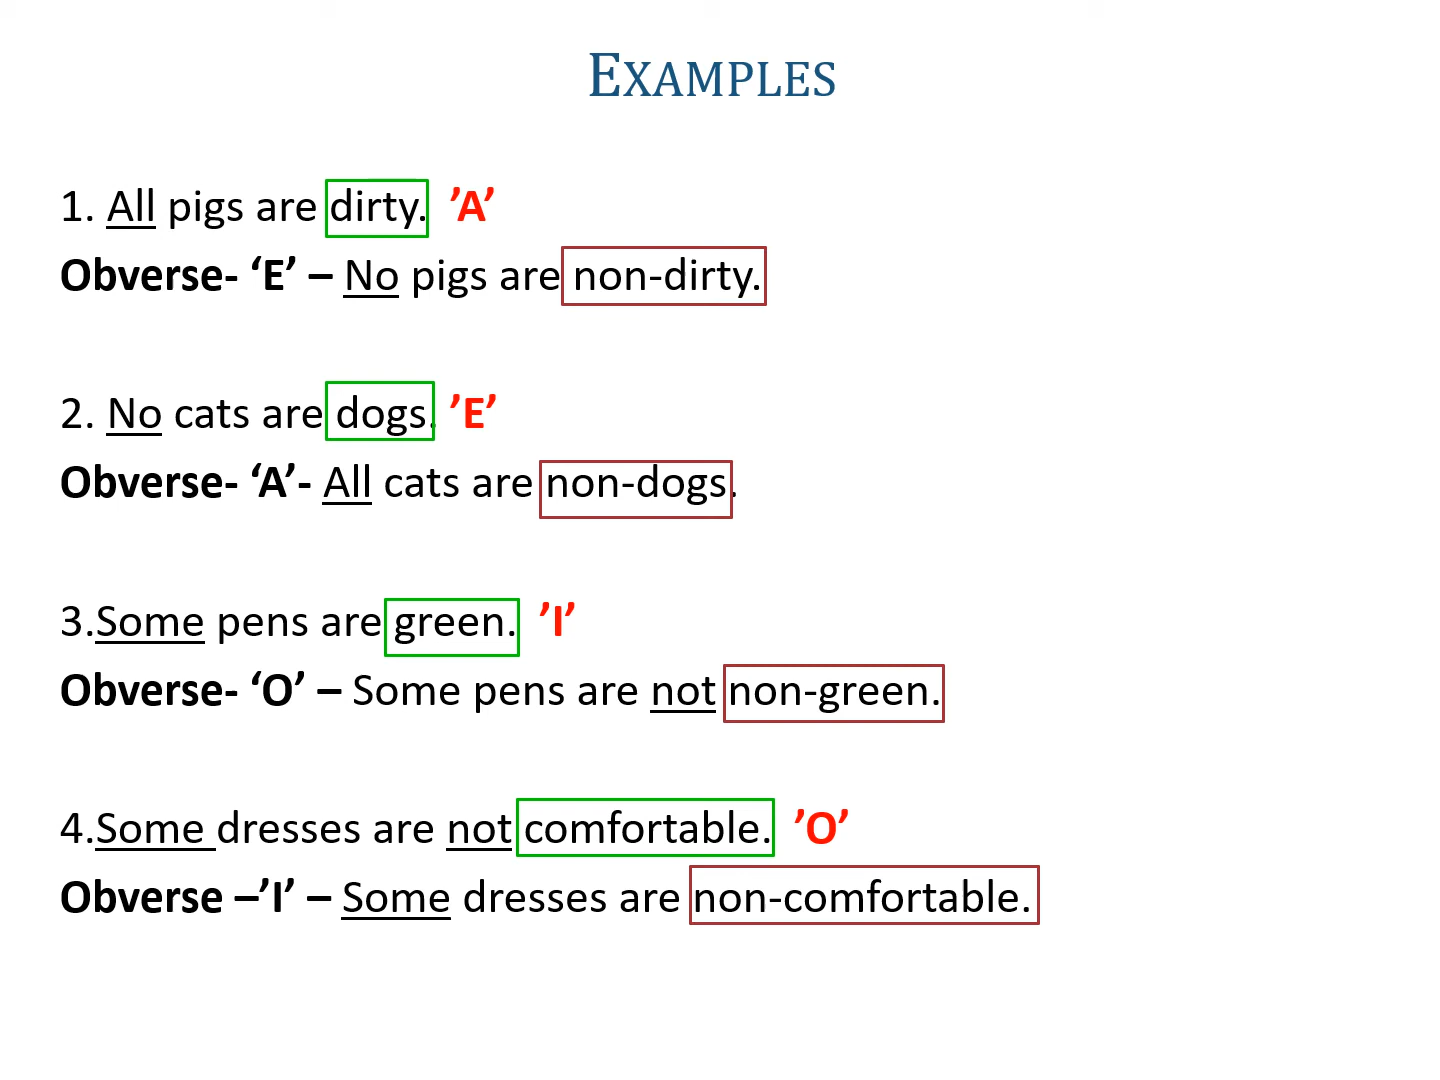 EXAMPLES
1. All pigs are dirty. ’A’
Obverse- ‘E’ – No pigs are non-dirty.
2. No cats are dogs. ’E’
Obverse- ‘A’- All cats are non-dogs.
3.Some pens are green. ’I’
Obverse- ‘O’ – Some pens are not non-green.
4.Some dresses are not comfortable. ’O’
Obverse –’I’ – Some dresses are non-comfortable.